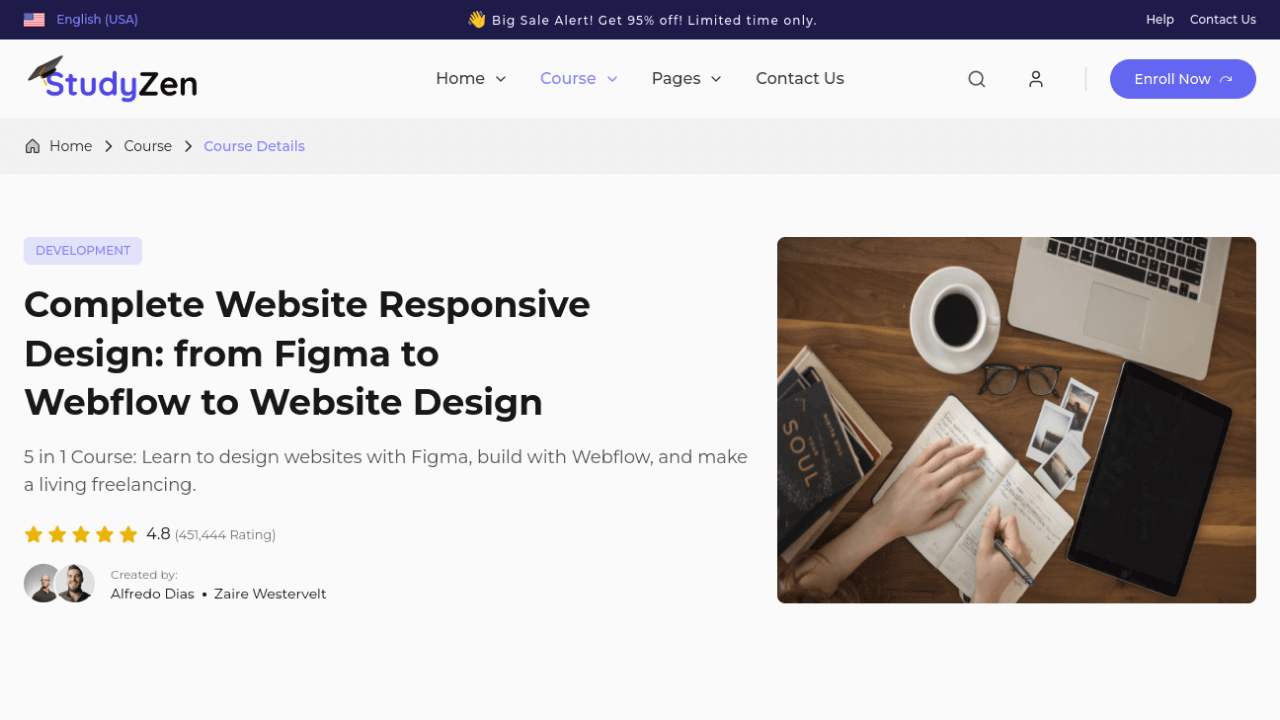 English (USA)
👋 Big Sale Alert! Get 95% off! Limited time only.
Help
Contact Us
StudyZen
Home
Course
Pages
Contact Us
Enroll Now
Home
Course
Course Details
DEVELOPMENT
Complete Website Responsive
Design: from Figma to
Webflow to Website Design
5 in 1 Course: Learn to design websites with Figma, build with Webflow, and make
a living freelancing.
4.8 (451,444 Rating)
Created by:
Alfredo Dias • Zaire Westervelt
SOUL